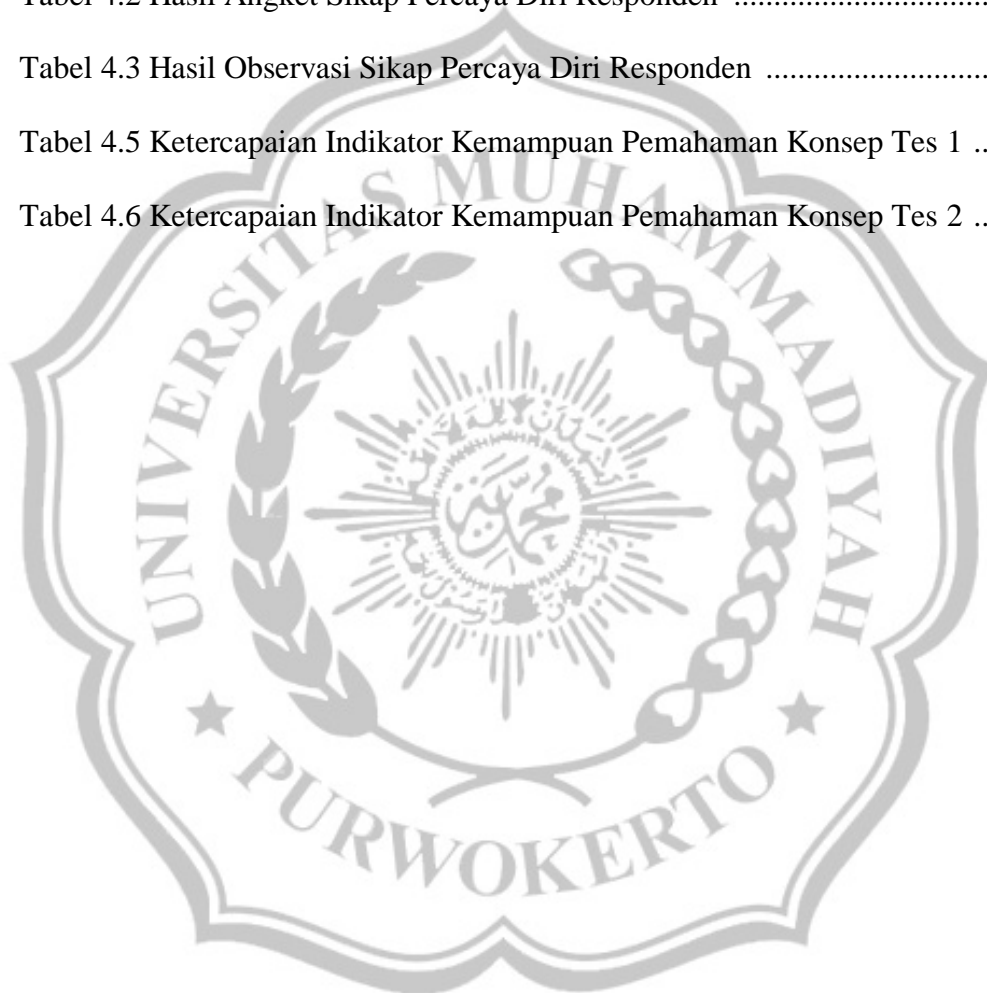 Tabel 4.2 Hasil Angket Sikap Percaya Diri Responden ................................
Tabel 4.3 Hasil Observasi Sikap Percaya Diri Responden ............................
Tabel 4.5 Ketercapaian Indikator Kemampuan Pemahaman Konsep Tes 1 ..
Tabel 4.6 Ketercapaian Indikator Kemampuan Pemahaman Konsep Tes 2 ..
UNIVERSITAS MUHAMMADIYAH
PURWOKERTO